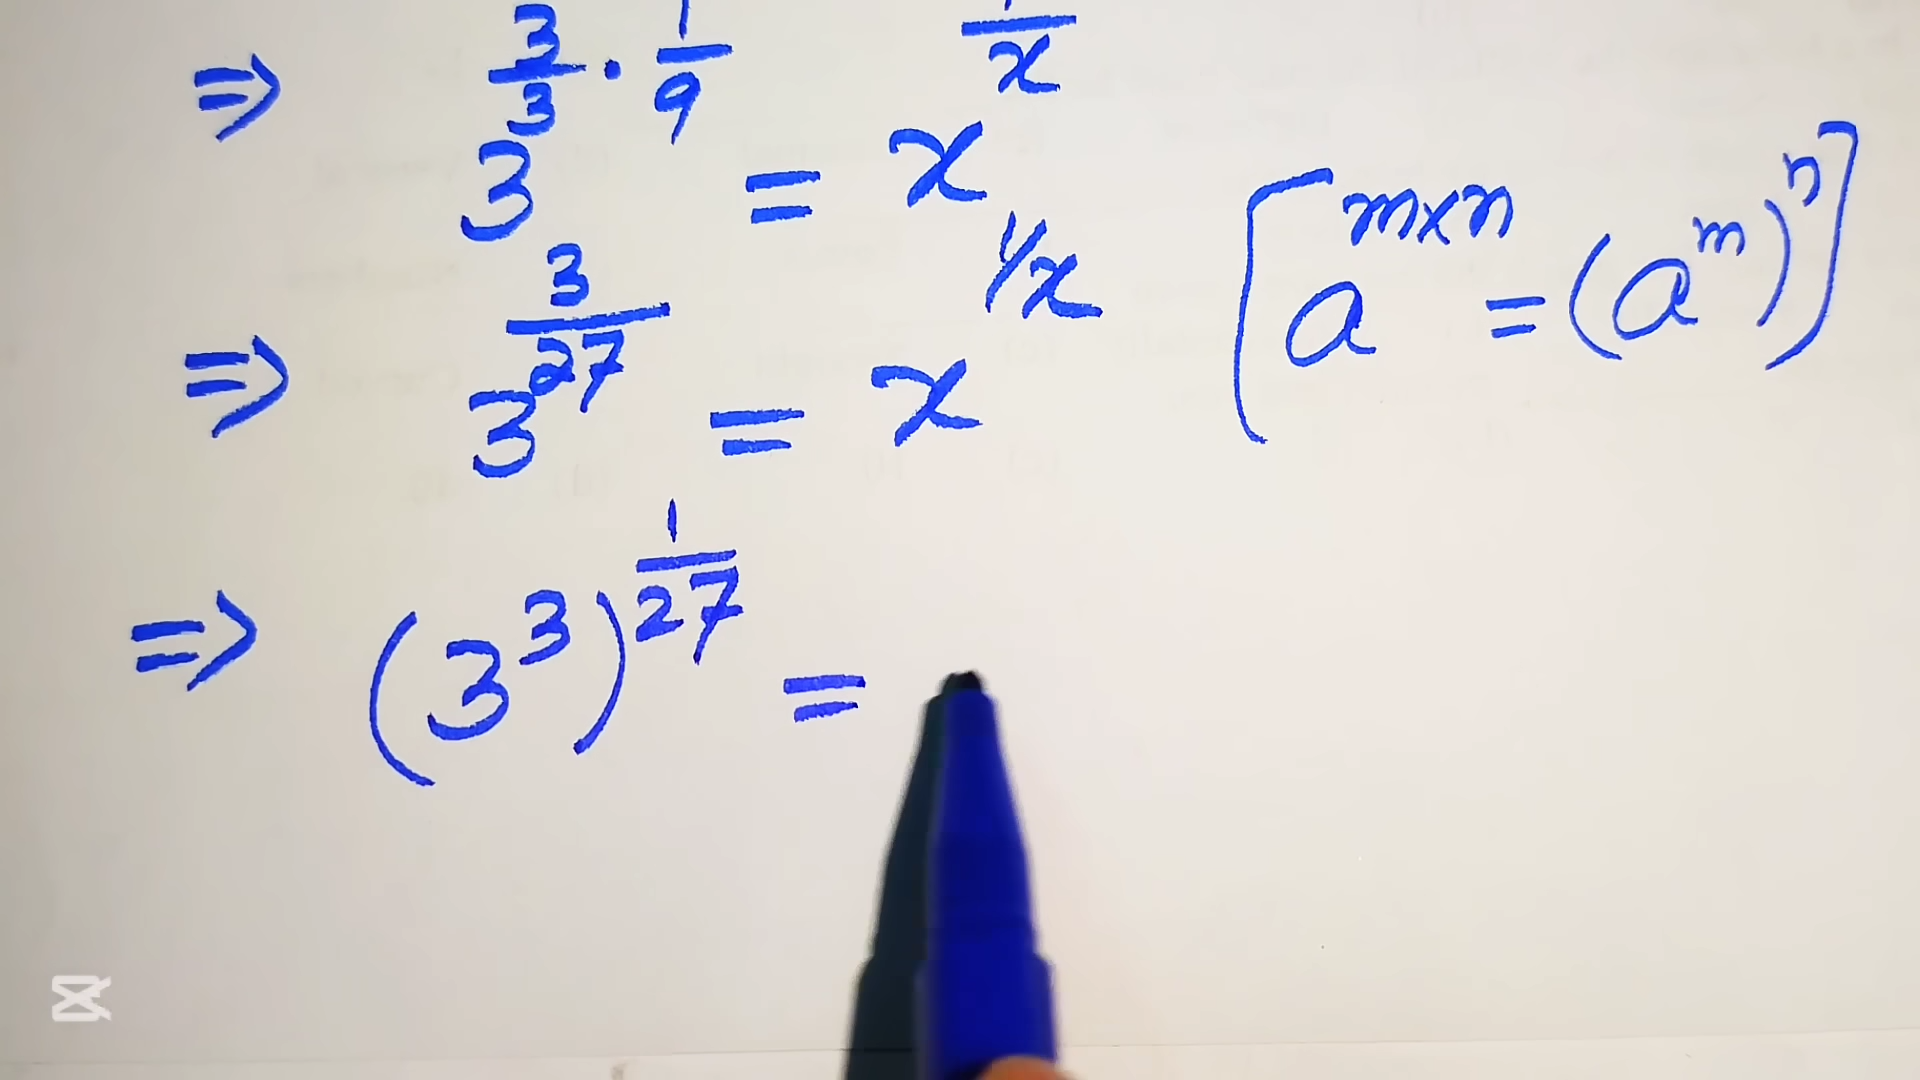 ⇒ 3^(3/3 · 1/9) = x^(1/x)
⇒ 3^(3/27) = x^(1/x) [a^(m×n) = (a^m)^n]
⇒ (3^3)^(1/27) =